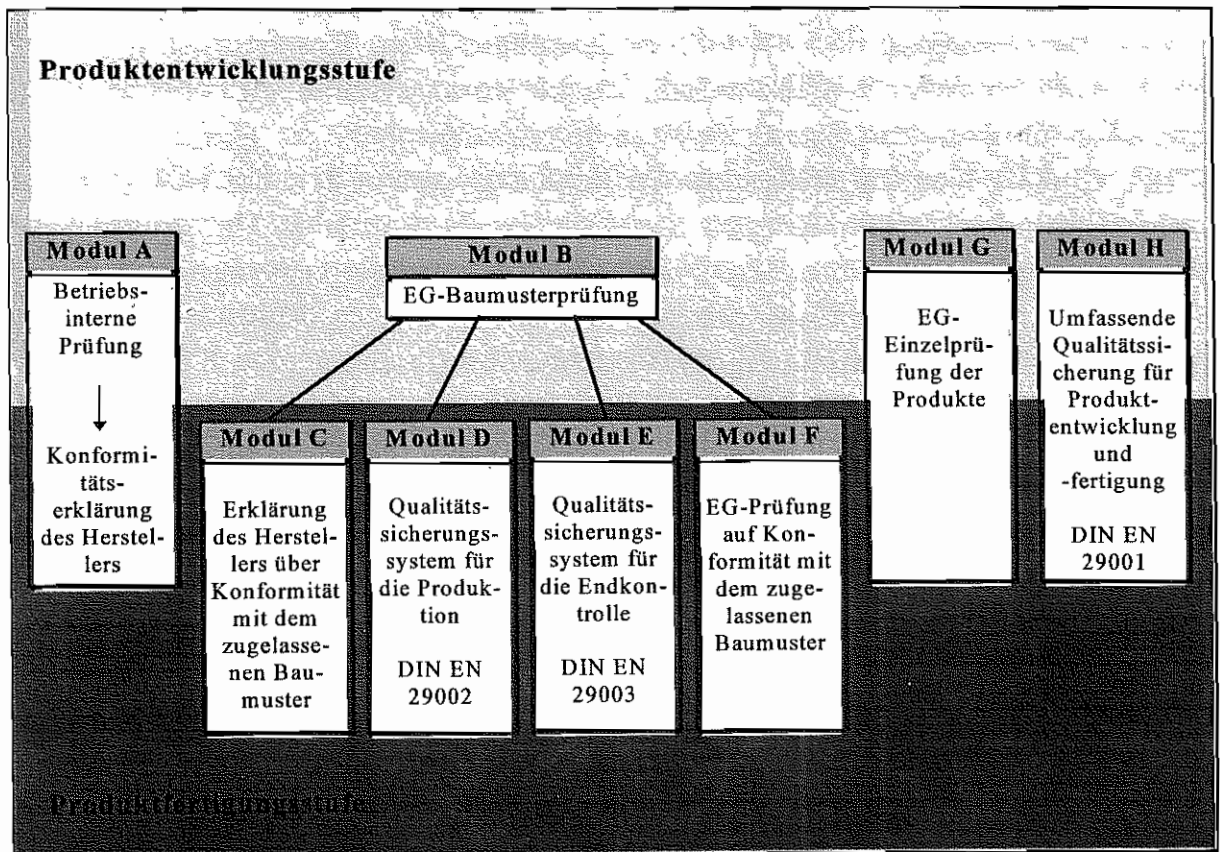 Produktentwicklungsstufe
Modul A
Betriebs-
interne
Prüfung
Konformi-
täts-
erklärung
des Herstel-
lers
Modul B
EG-Baumusterprüfung
Modul C
Erklärung
des Herstel-
lers über
Konformität
mit dem
zugelasse-
nen Bau-
muster
Modul D
Qualitäts-
sicherungs-
system für
die Produk-
tion
DIN EN
29002
Modul E
Qualitäts-
sicherungs-
system für
die Endkon-
trolle
DIN EN
29003
Modul F
EG-Prüfung
auf Kon-
formität mit
dem zuge-
lassenen
Baumuster
Modul G
EG-
Einzelprü-
fung der
Produkte
Modul H
Umfassende
Qualitätssi-
cherung für
Produkt-
entwicklung
und
-fertigung
DIN EN
29001
Produktfertigungsstufe